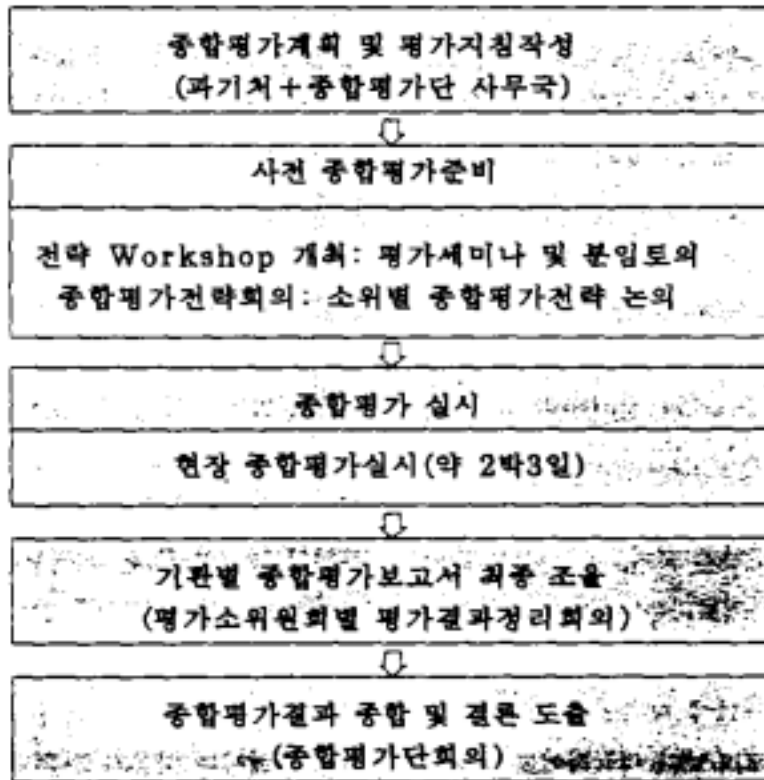 종합평가계획 및 평가지침작성
(과기처+종합평가단 사무국)
사전 종합평가준비
전략 Workshop 개최: 평가세미나 및 분임토의
종합평가전략회의: 소위별 종합평가전략 논의
종합평가 실시
현장 종합평가실시(약 2박3일)
기관별 종합평가보고서 최종 조율
(평가소위원회별 평가결과정리회의)
종합평가결과 종합 및 결론 도출
(종합평가단회의)